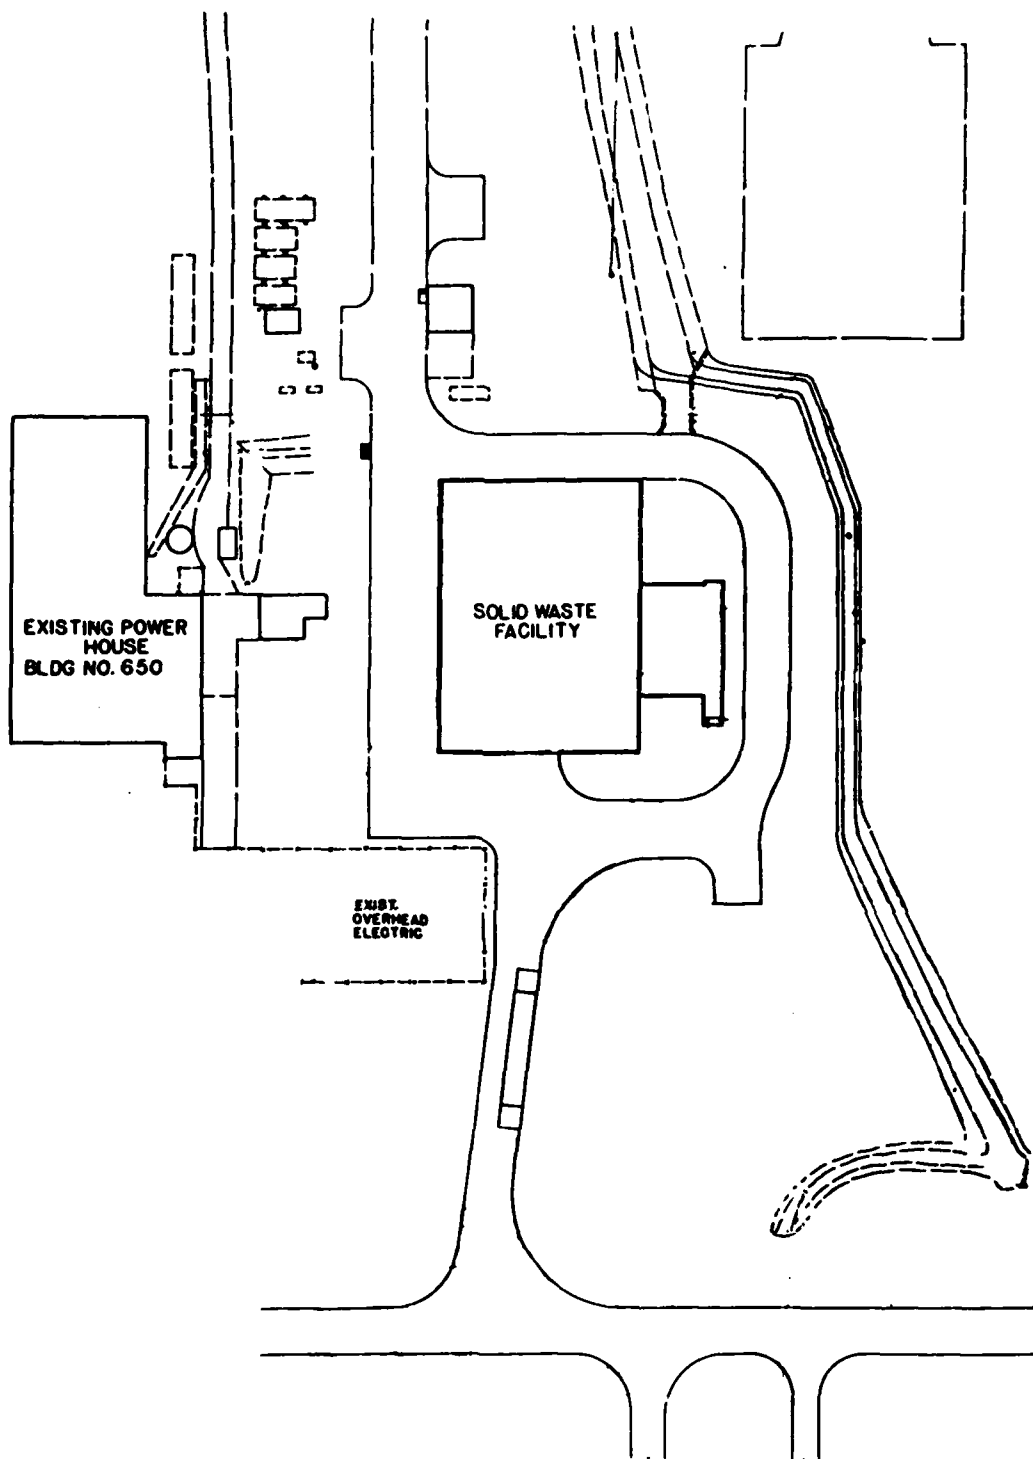 EXISTING POWER
HOUSE
BLDG NO. 650
SOLID WASTE
FACILITY
EXIST.
OVERHEAD
ELECTRIC